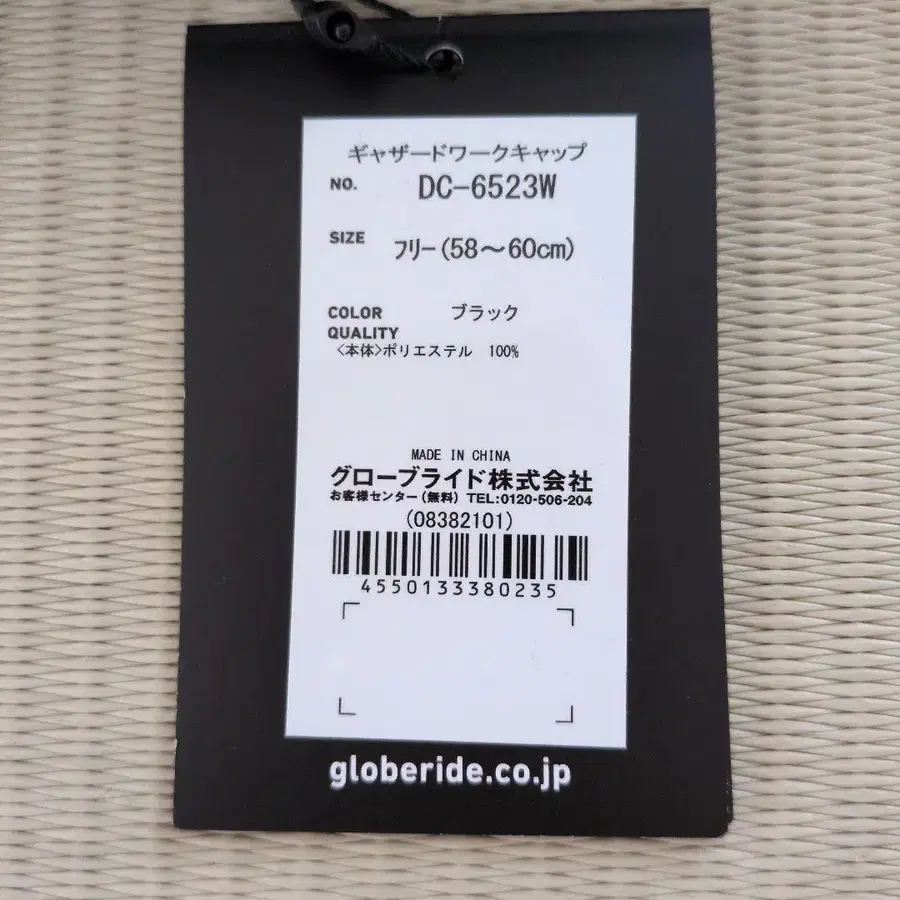 ギャザードワークキャップ
NO. DC-6523W
SIZE フリー(58〜60cm)
COLOR ブラック
QUALITY
<本体>ポリエステル 100%
MADE IN CHINA
グローブライド株式会社
お客様センター(無料) TEL:0120-506-204
(08382101)
4550133380235
globeride.co.jp